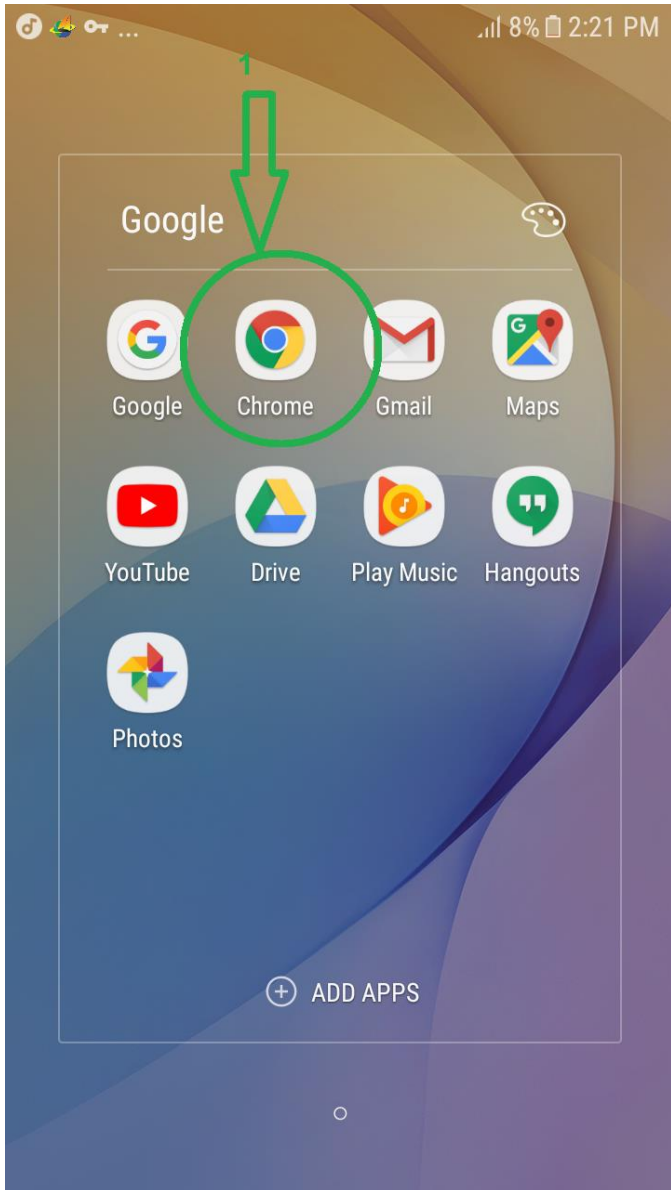 ... 8% 2:21 PM
1
Google
Google Chrome Gmail Maps
YouTube Drive Play Music Hangouts
Photos
ADD APPS